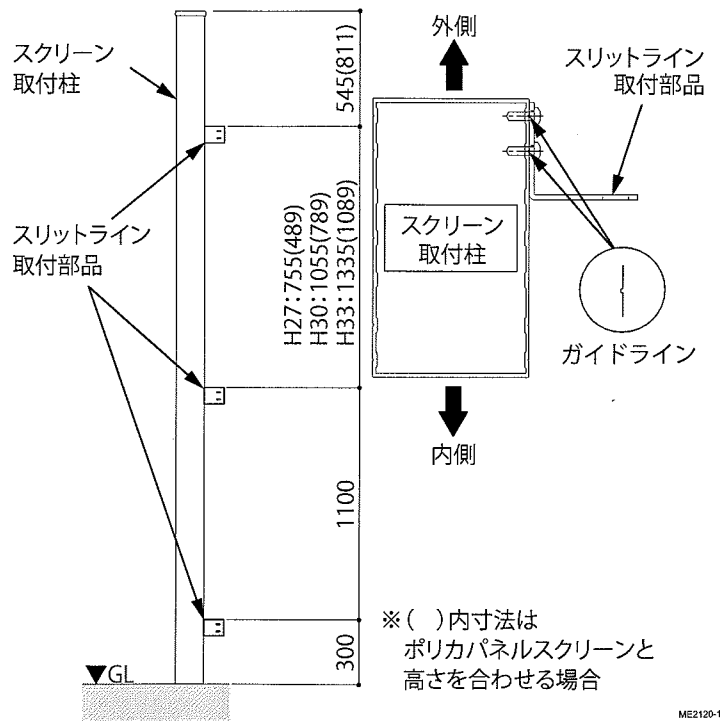 スクリーン
取付柱
545(811)
外側
スリットライン
取付部品
スリットライン
取付部品
H27:755(489)
H30:1055(789)
H33:1335(1089)
スクリーン
取付柱
ガイドライン
内側
1100
300
※(　)内寸法は
ポリカパネルスクリーンと
高さを合わせる場合
▼GL
ME2120-1